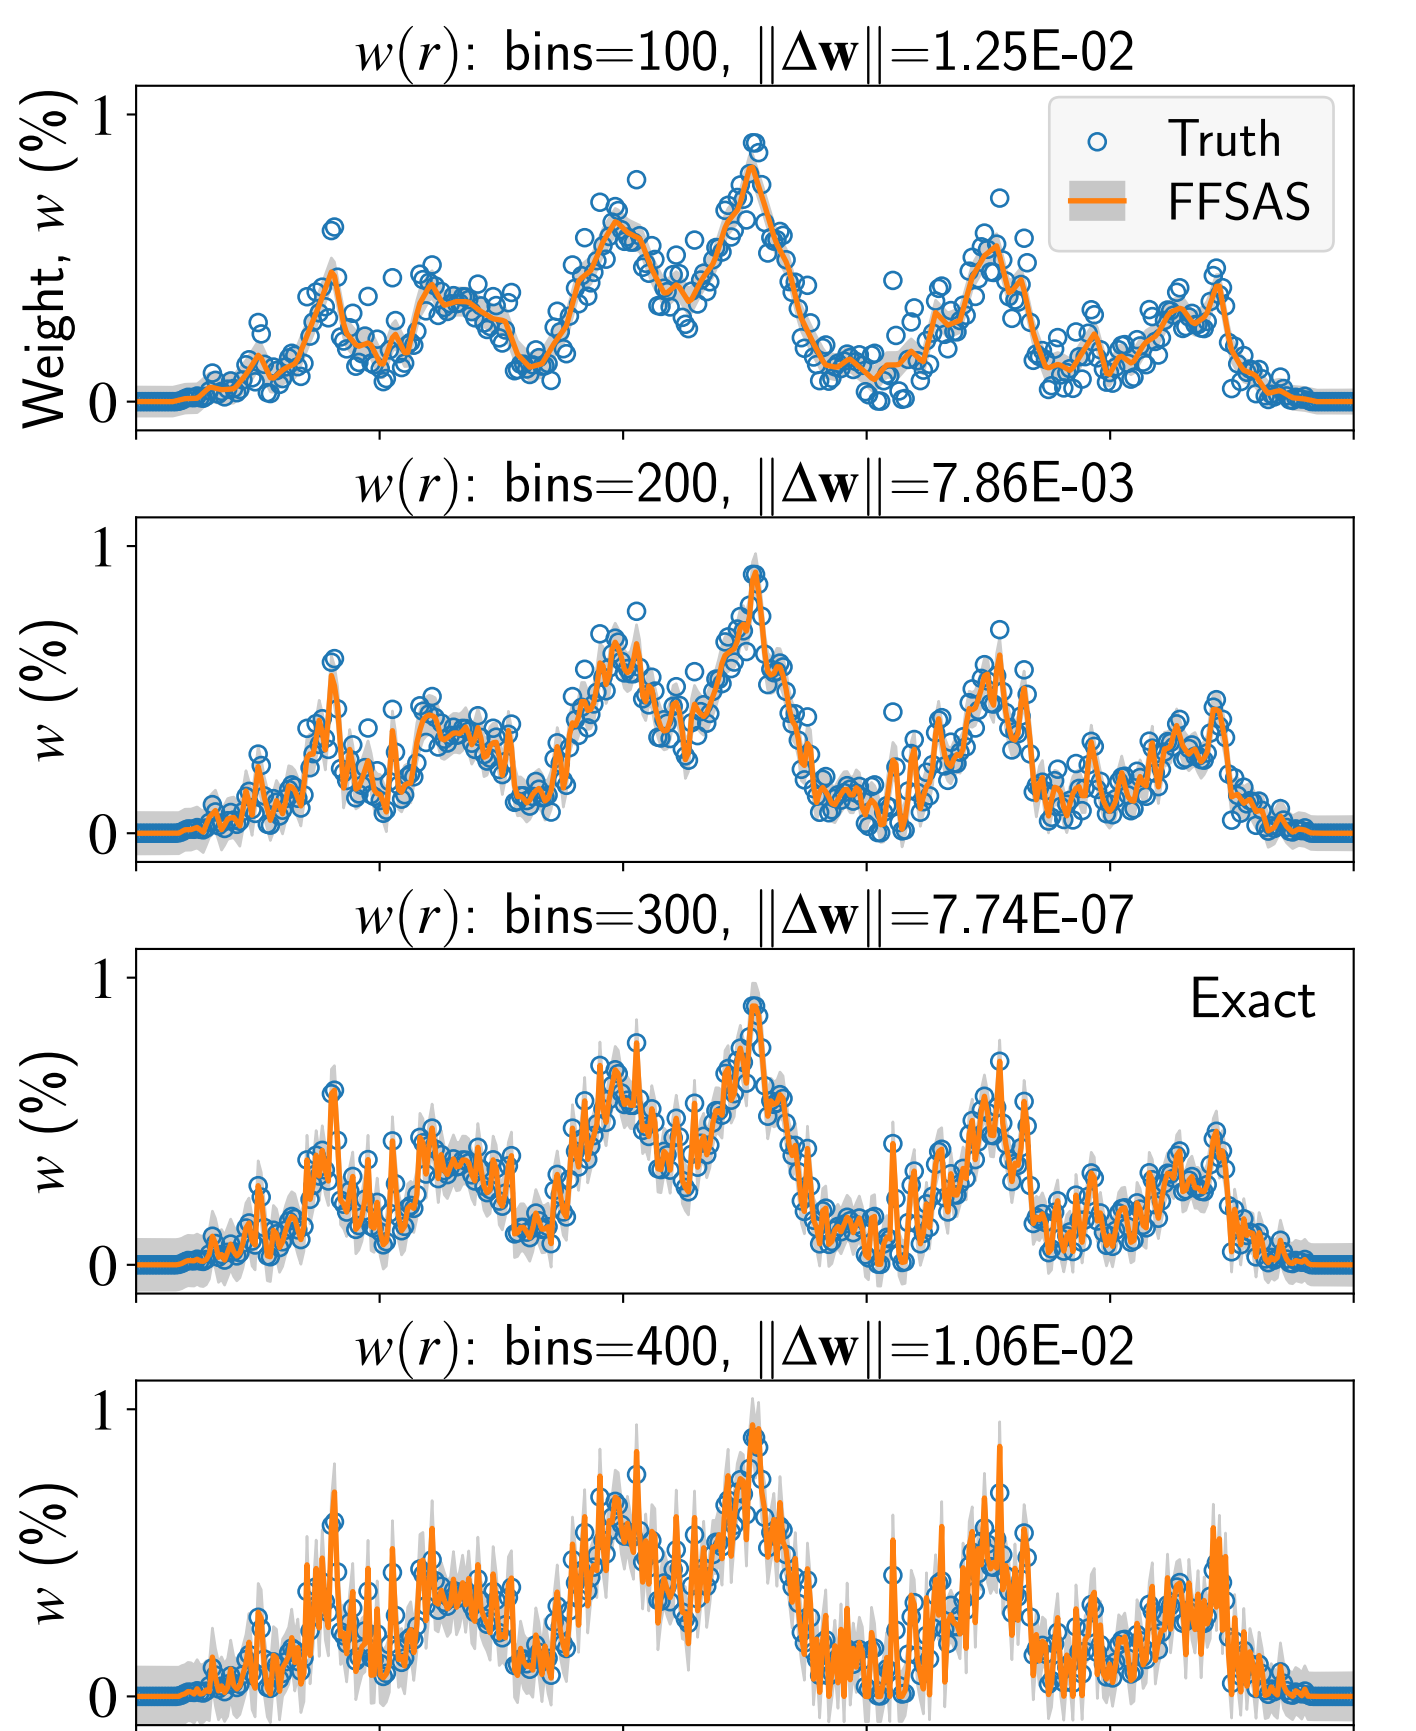 w(r): bins=100, ||Δw||=1.25E-02
Weight, w (%)
1
0
Truth
FFSAS
w(r): bins=200, ||Δw||=7.86E-03
w (%)
1
0
w(r): bins=300, ||Δw||=7.74E-07
w (%)
1
0
Exact
w(r): bins=400, ||Δw||=1.06E-02
w (%)
1
0